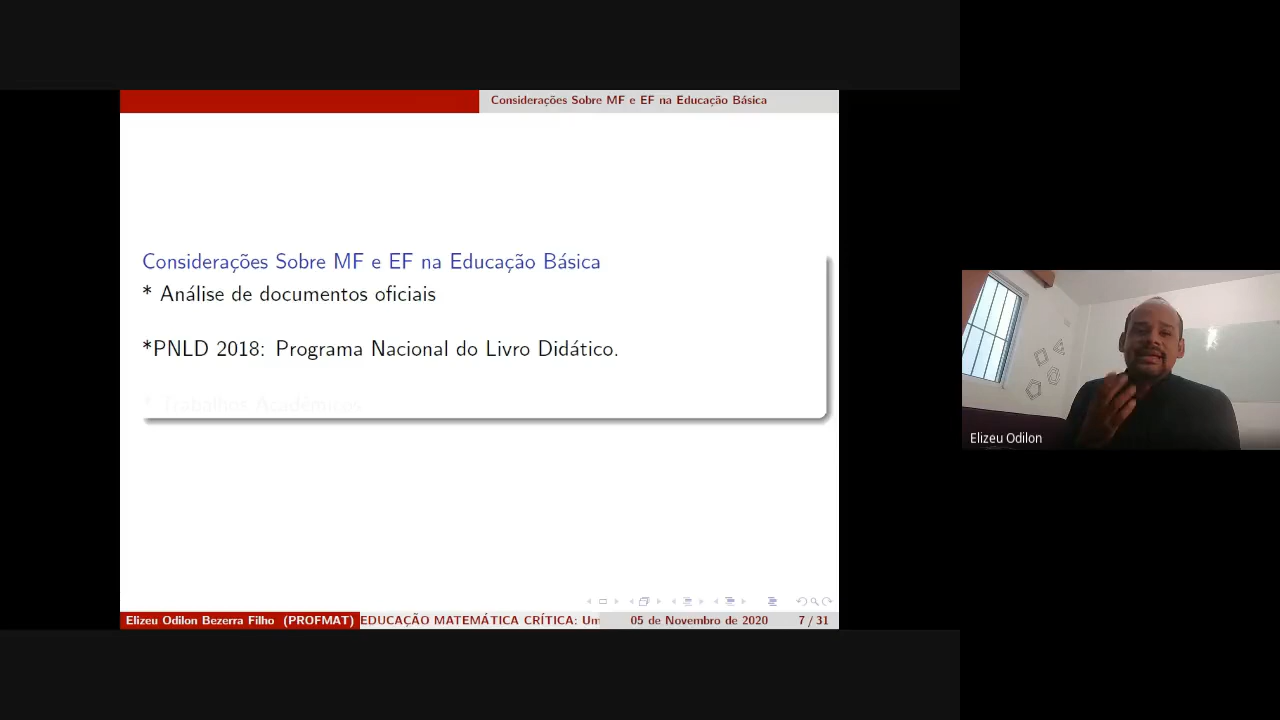 Considerações Sobre MF e EF na Educação Básica
Considerações Sobre MF e EF na Educação Básica
* Análise de documentos oficiais
*PNLD 2018: Programa Nacional do Livro Didático.
* Trabalhos Acadêmicos
Elizeu Odilon
Elizeu Odilon Bezerra Filho (PROFMAT) EDUCAÇÃO MATEMÁTICA CRÍTICA: Um 05 de Novembro de 2020 7 / 31